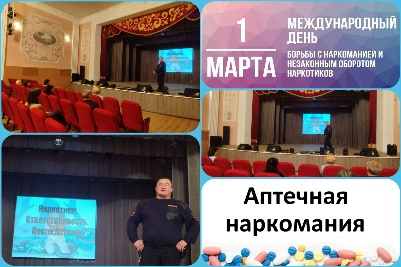 1
МАРТА
МЕЖДУНАРОДНЫЙ
ДЕНЬ
БОРЬБЫ С НАРКОМАНИЕЙ И
НЕЗАКОННЫМ ОБОРОТОМ
НАРКОТИКОВ
Наркотики.
Ответственность.
Последствия.
Аптечная
наркомания